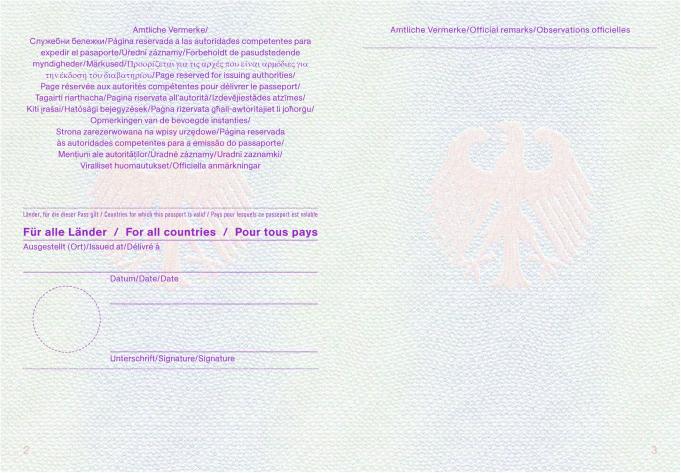 Amtliche Vermerke/
Служебни бележки/Página reservada a las autoridades competentes para
expedir el pasaporte/Úřední záznamy/Forbeholdt de pasudstedende
myndigheder/Märkused/Προορίζεται για τις αρχές που είναι αρμόδιες για
την έκδοση του διαβατηρίου/Page reserved for issuing authorities/
Page réservée aux autorités compétentes pour délivrer le passeport/
Tagairtí riarthacha/Pagina riservata all'autorità/Izdevējiestādes atzīmes/
Kiti įrašai/Hatósági bejegyzések/Paġna riżervata għall-awtoritajiet li joħorġu/
Opmerkingen van de bevoegde instanties/
Strona zarezerwowana na wpisy urzędowe/Página reservada
às autoridades competentes para a emissão do passaporte/
Mențiuni ale autorităților/Úradné záznamy/Uradni zaznamki/
Viralliset huomautukset/Officiella anmärkningar
Länder, für die dieser Pass gilt / Countries for which this passport is valid / Pays pour lesquels ce passeport est valable
Für alle Länder / For all countries / Pour tous pays
Ausgestellt (Ort)/Issued at/Délivré à
Datum/Date/Date
Unterschrift/Signature/Signature
2
Amtliche Vermerke/Official remarks/Observations officielles
3